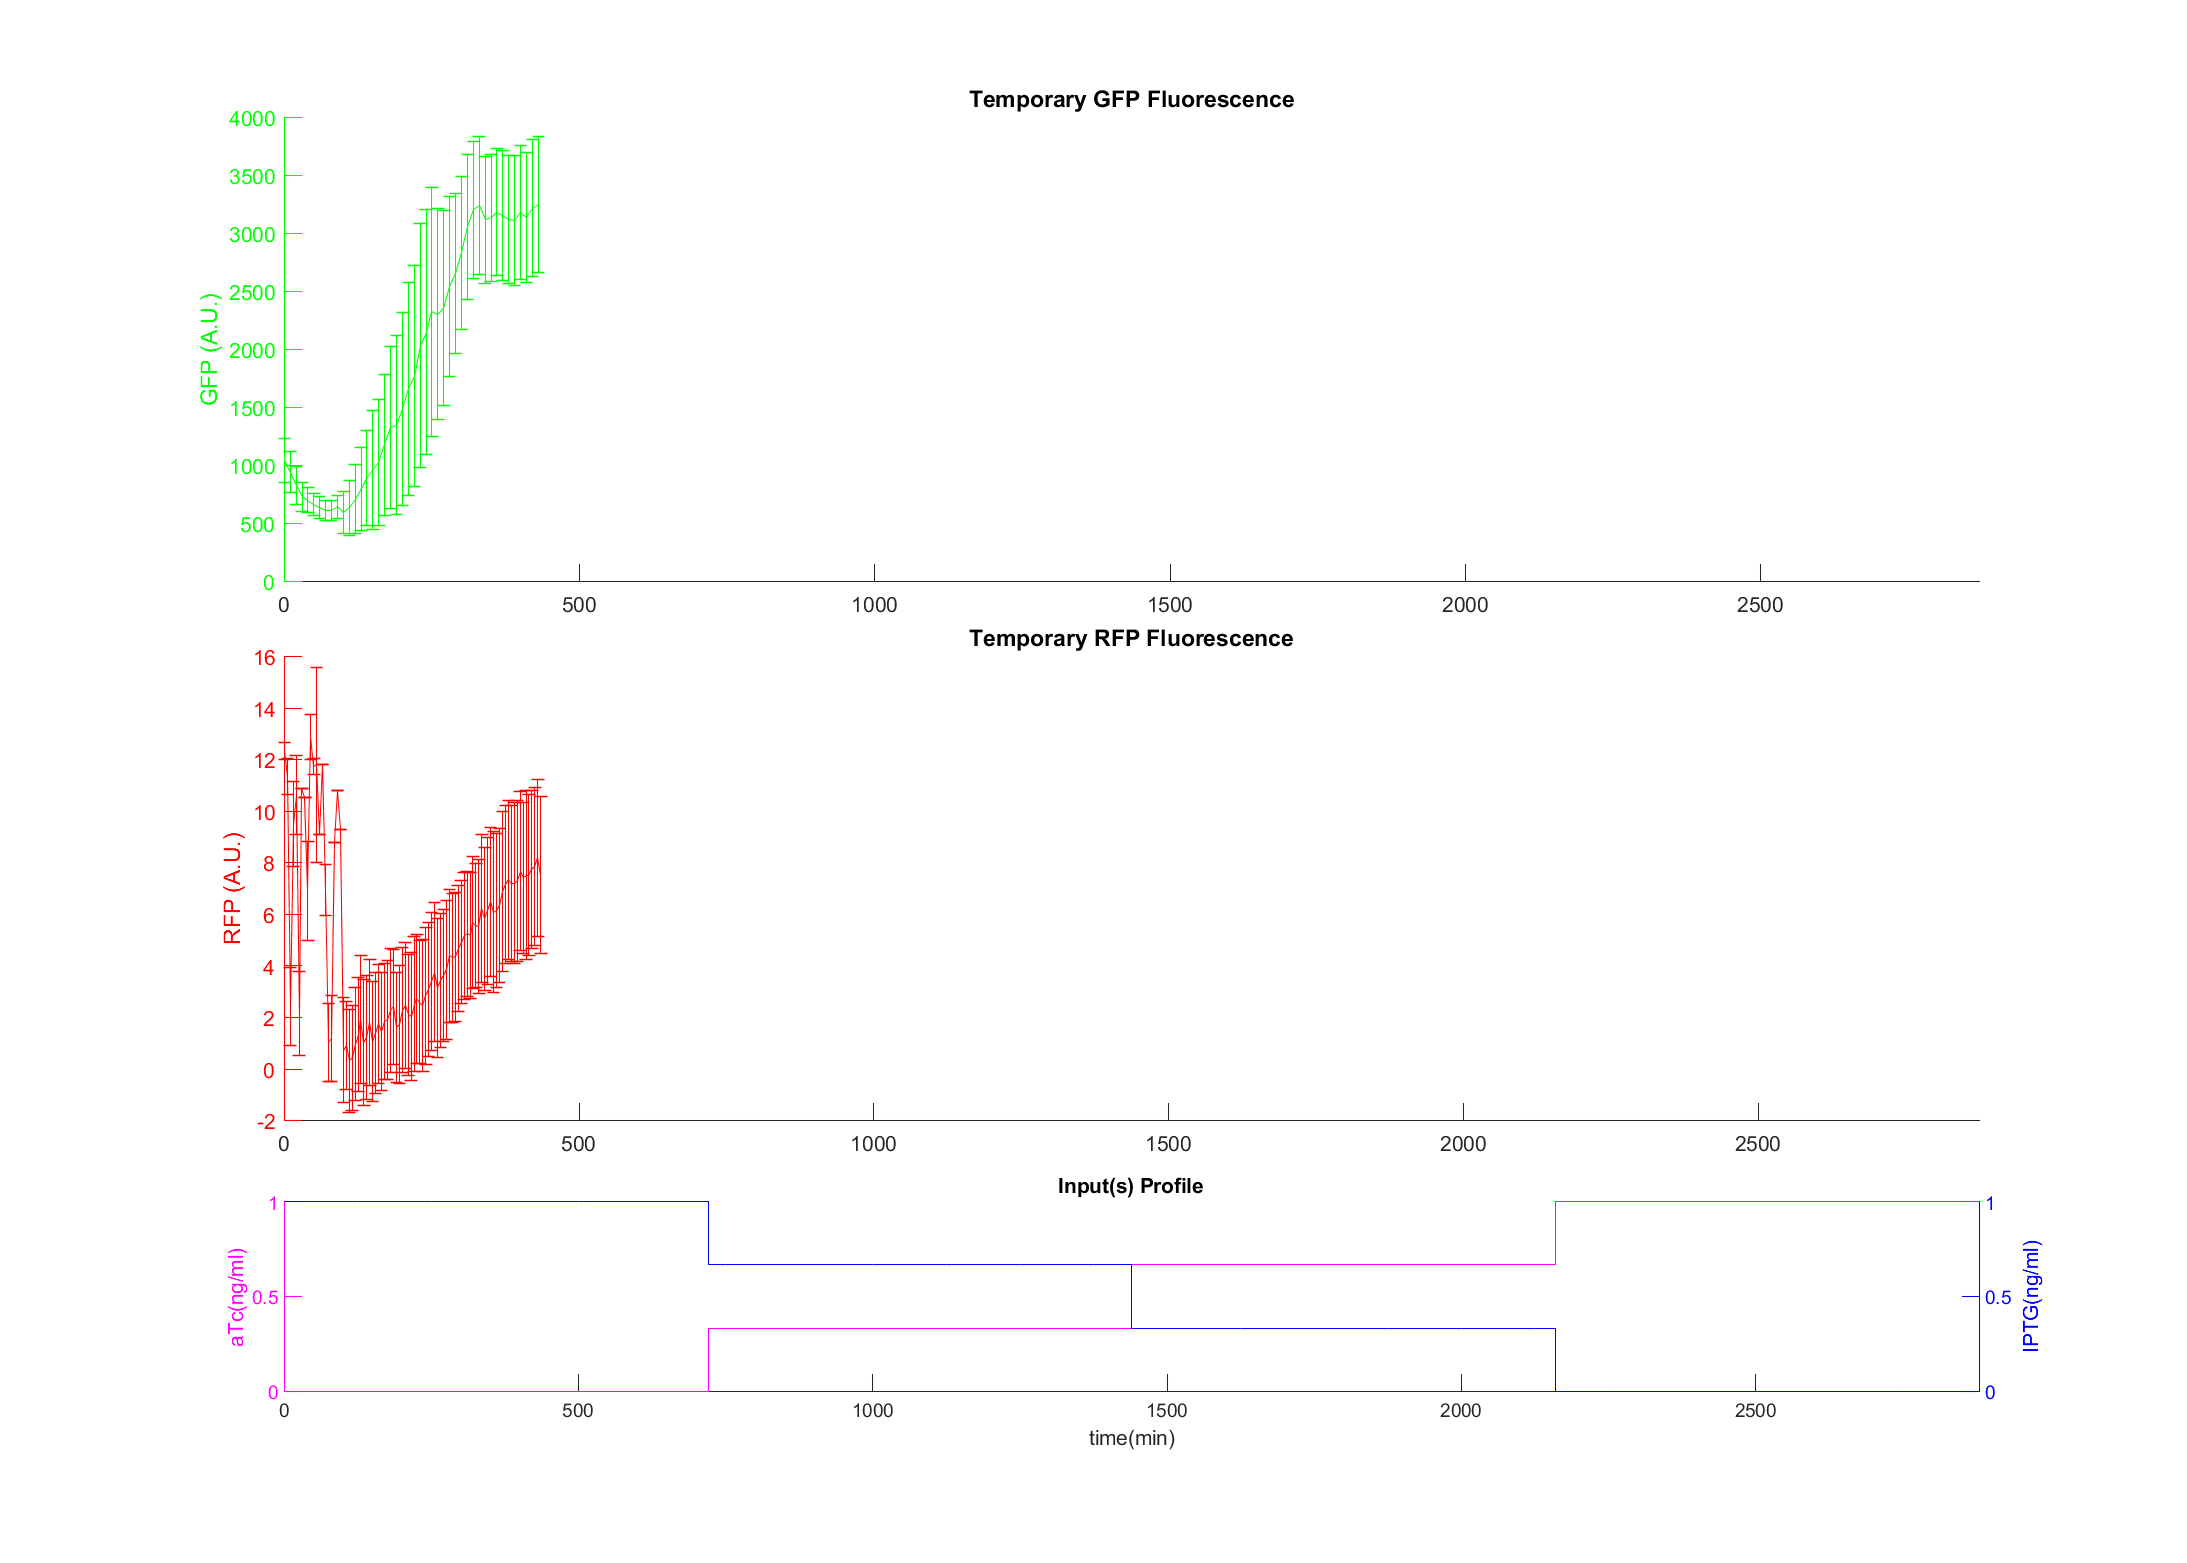 Temporary GFP Fluorescence
4000
3500
3000
2500
2000
1500
1000
500
0
GFP (A.U.)
0 500 1000 1500 2000 2500
Temporary RFP Fluorescence
16
14
12
10
8
6
4
2
0
-2
RFP (A.U.)
0 500 1000 1500 2000 2500
Input(s) Profile
1
0.5
0
aTc(ng/ml)
1
0.5
0
IPTG(ng/ml)
0 500 1000 1500 2000 2500
time(min)